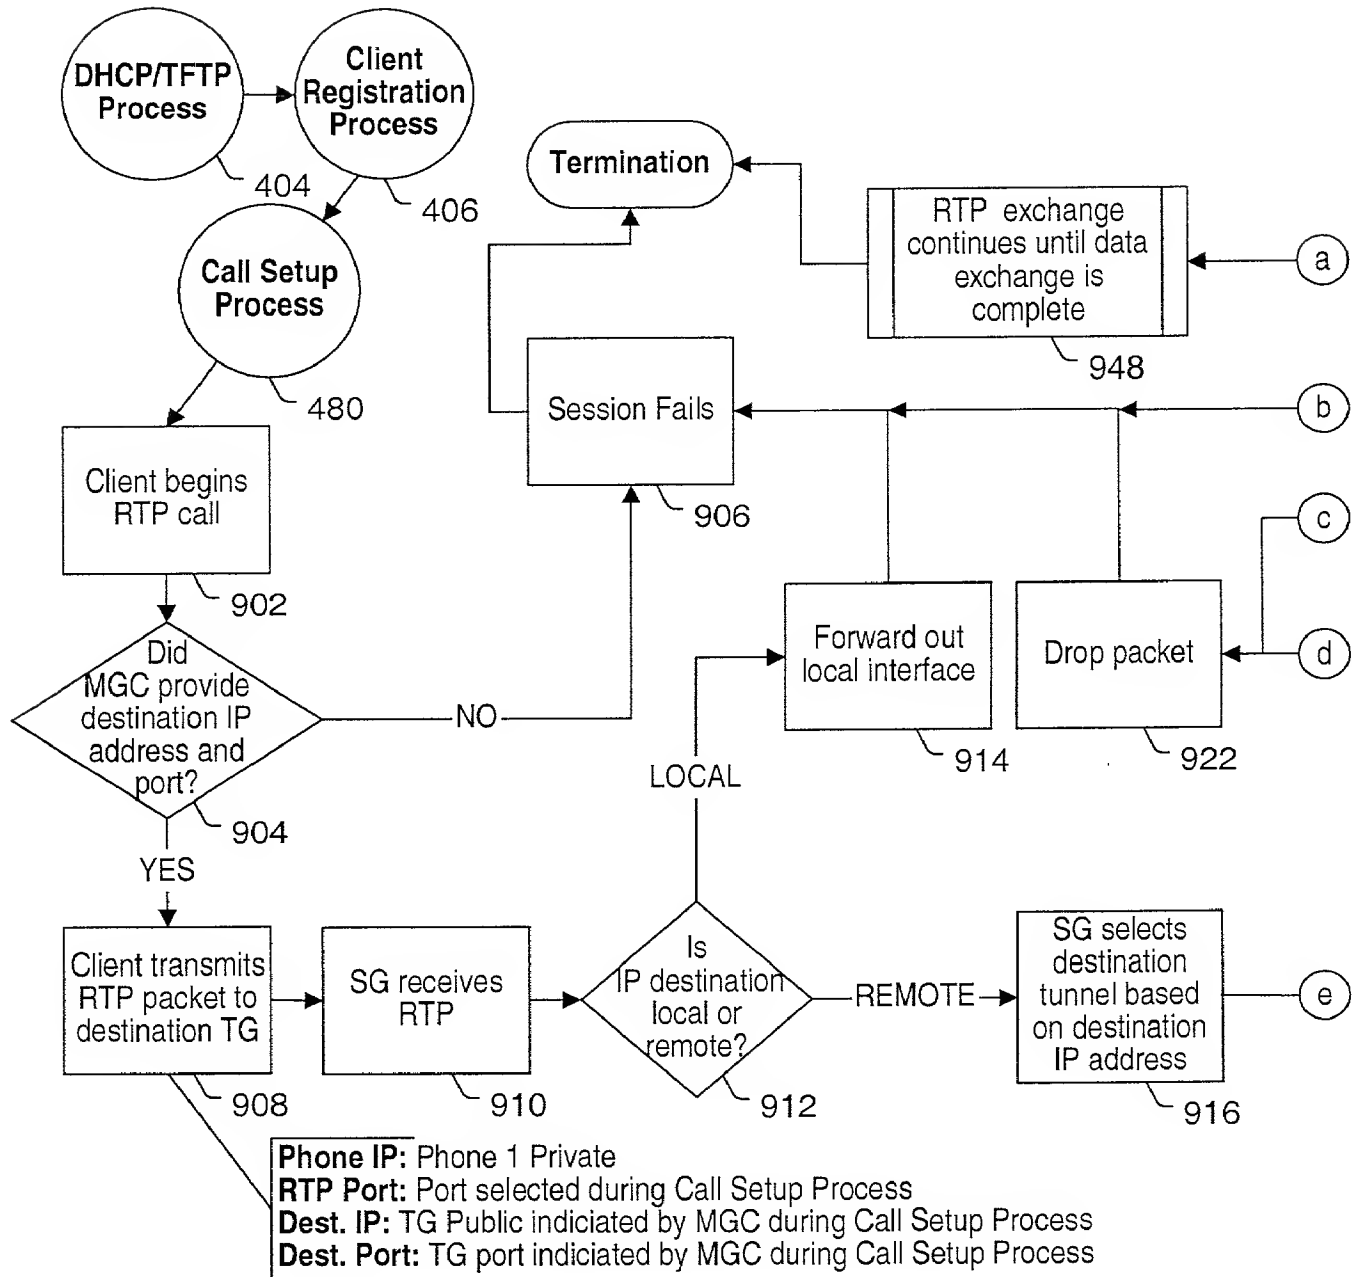 DHCP/TFTP
Process
404
Client
Registration
Process
406
Call Setup
Process
480
Termination
RTP exchange
continues until data
exchange is
complete
948
a
Session Fails
906
b
Client begins
RTP call
902
c
Did
MGC provide
destination IP
address and
port?
904
NO
YES
Forward out
local interface
914
Drop packet
922
d
LOCAL
Client transmits
RTP packet to
destination TG
908
SG receives
RTP
910
Is
IP destination
local or
remote?
912
REMOTE
SG selects
destination
tunnel based
on destination
IP address
916
e
Phone IP: Phone 1 Private
RTP Port: Port selected during Call Setup Process
Dest. IP: TG Public indiciated by MGC during Call Setup Process
Dest. Port: TG port indiciated by MGC during Call Setup Process